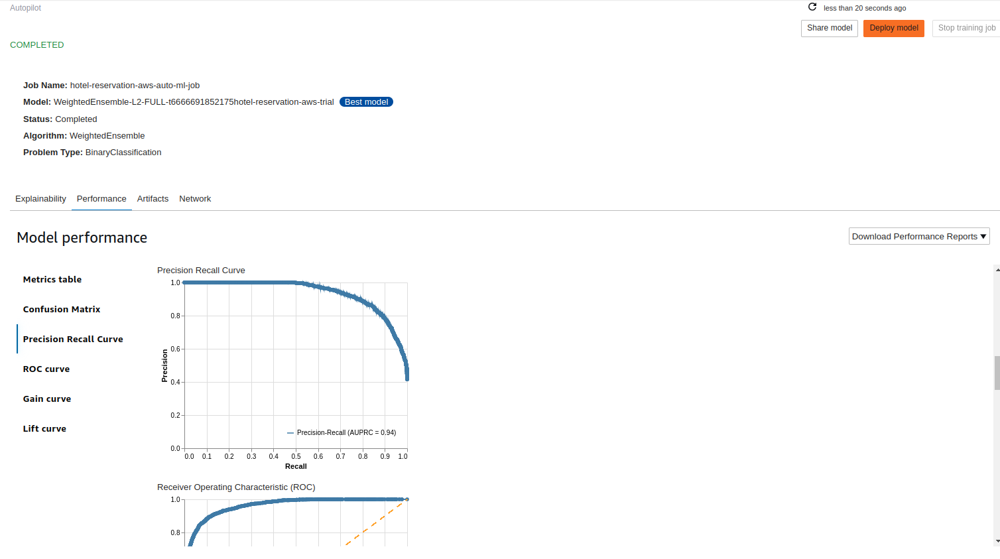 Autopilot
less than 20 seconds ago
Share model
Deploy model
Stop training job
COMPLETED
Job Name: hotel-reservation-aws-auto-ml-job
Model: WeightedEnsemble-L2-FULL-t6666691852175hotel-reservation-aws-trial Best model
Status: Completed
Algorithm: WeightedEnsemble
Problem Type: BinaryClassification
Explainability Performance Artifacts Network
Model performance
Download Performance Reports ▼
Metrics table
Confusion Matrix
Precision Recall Curve
ROC curve
Gain curve
Lift curve
Precision Recall Curve
1.0
0.8
0.6
0.4
0.2
0.0
Precision
Precision-Recall (AUPRC = 0.94)
0.0 0.1 0.2 0.3 0.4 0.5 0.6 0.7 0.8 0.9 1.0
Recall
Receiver Operating Characteristic (ROC)
1.0
0.8